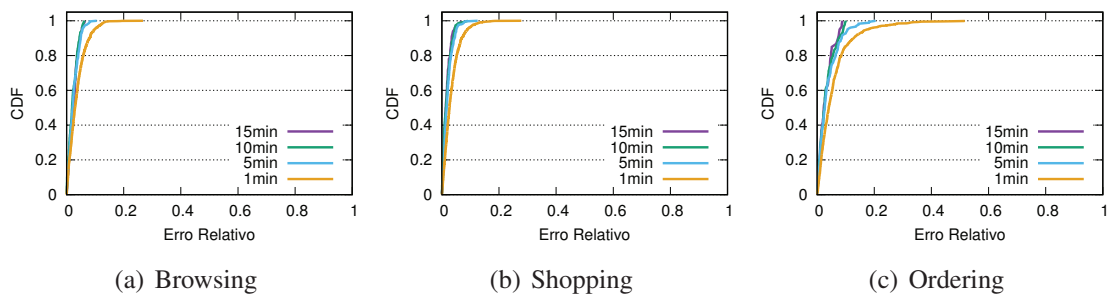 1
0.8
0.6
0.4
0.2
0
CDF
15min
10min
5min
1min
0 0.2 0.4 0.6 0.8 1
Erro Relativo
(a) Browsing
1
0.8
0.6
0.4
0.2
0
CDF
15min
10min
5min
1min
0 0.2 0.4 0.6 0.8 1
Erro Relativo
(b) Shopping
1
0.8
0.6
0.4
0.2
0
CDF
15min
10min
5min
1min
0 0.2 0.4 0.6 0.8 1
Erro Relativo
(c) Ordering